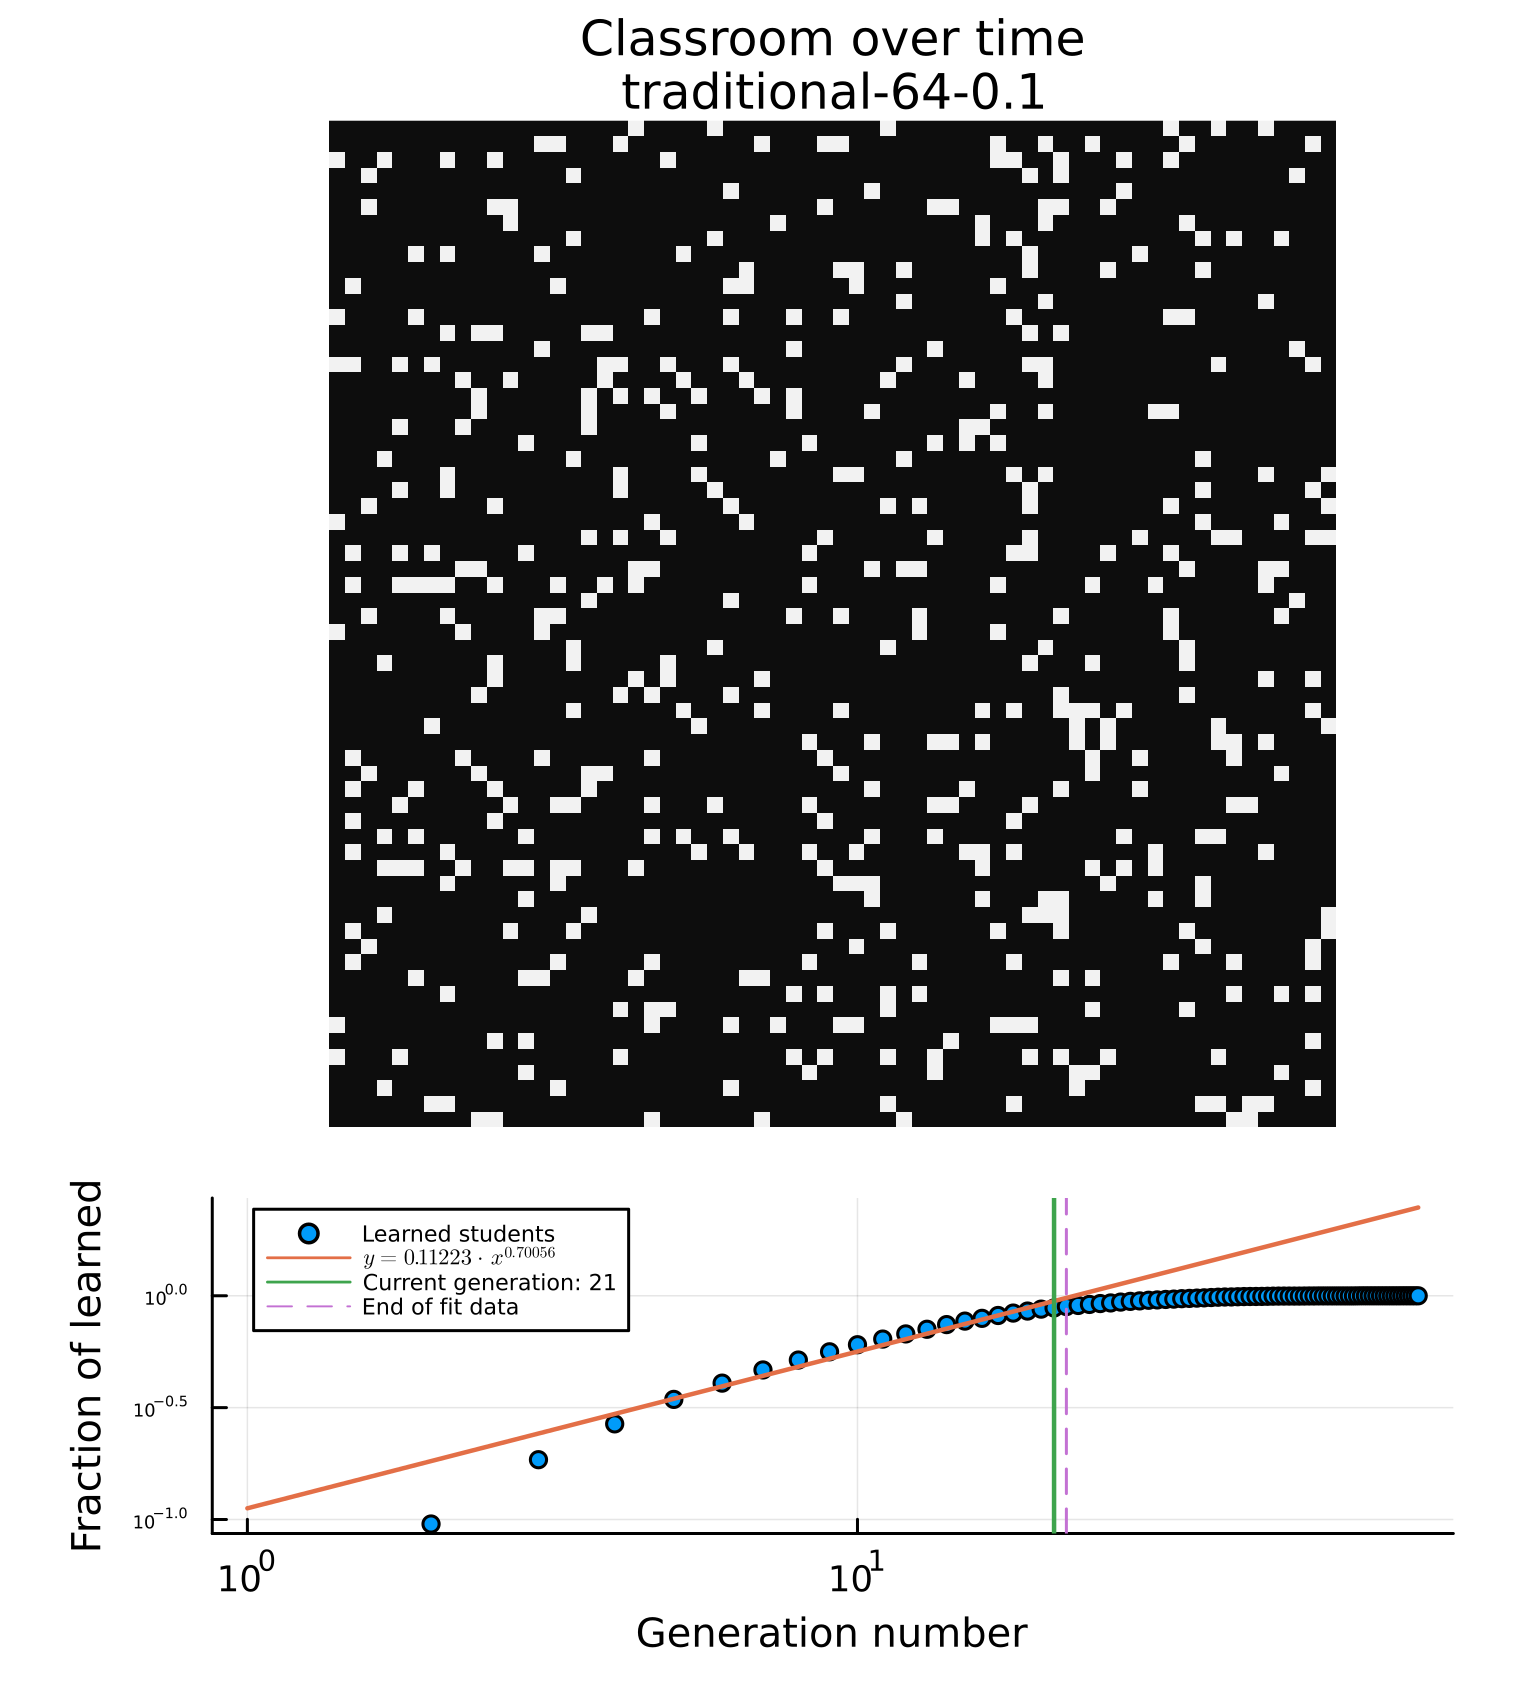 Classroom over time
traditional-64-0.1
Fraction of learned
Learned students
y = 0.11223 · x^0.70056
Current generation: 21
End of fit data
10^0.0
10^−0.5
10^−1.0
10^0 10^1
Generation number